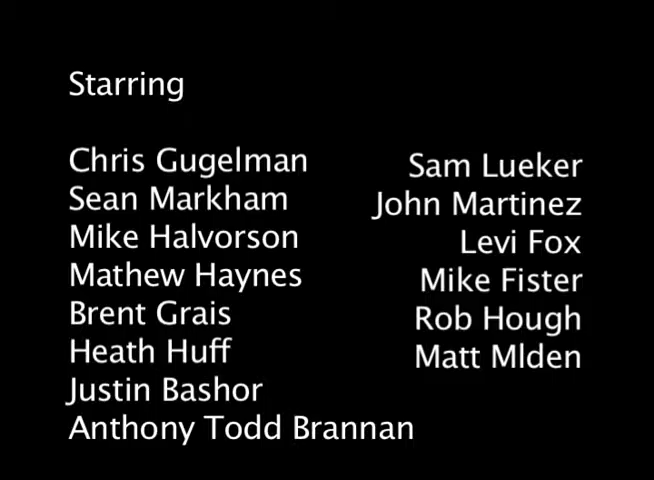 Starring
Chris Gugelman
Sean Markham
Mike Halvorson
Mathew Haynes
Brent Grais
Heath Huff
Justin Bashor
Anthony Todd Brannan
Sam Lueker
John Martinez
Levi Fox
Mike Fister
Rob Hough
Matt Mlden